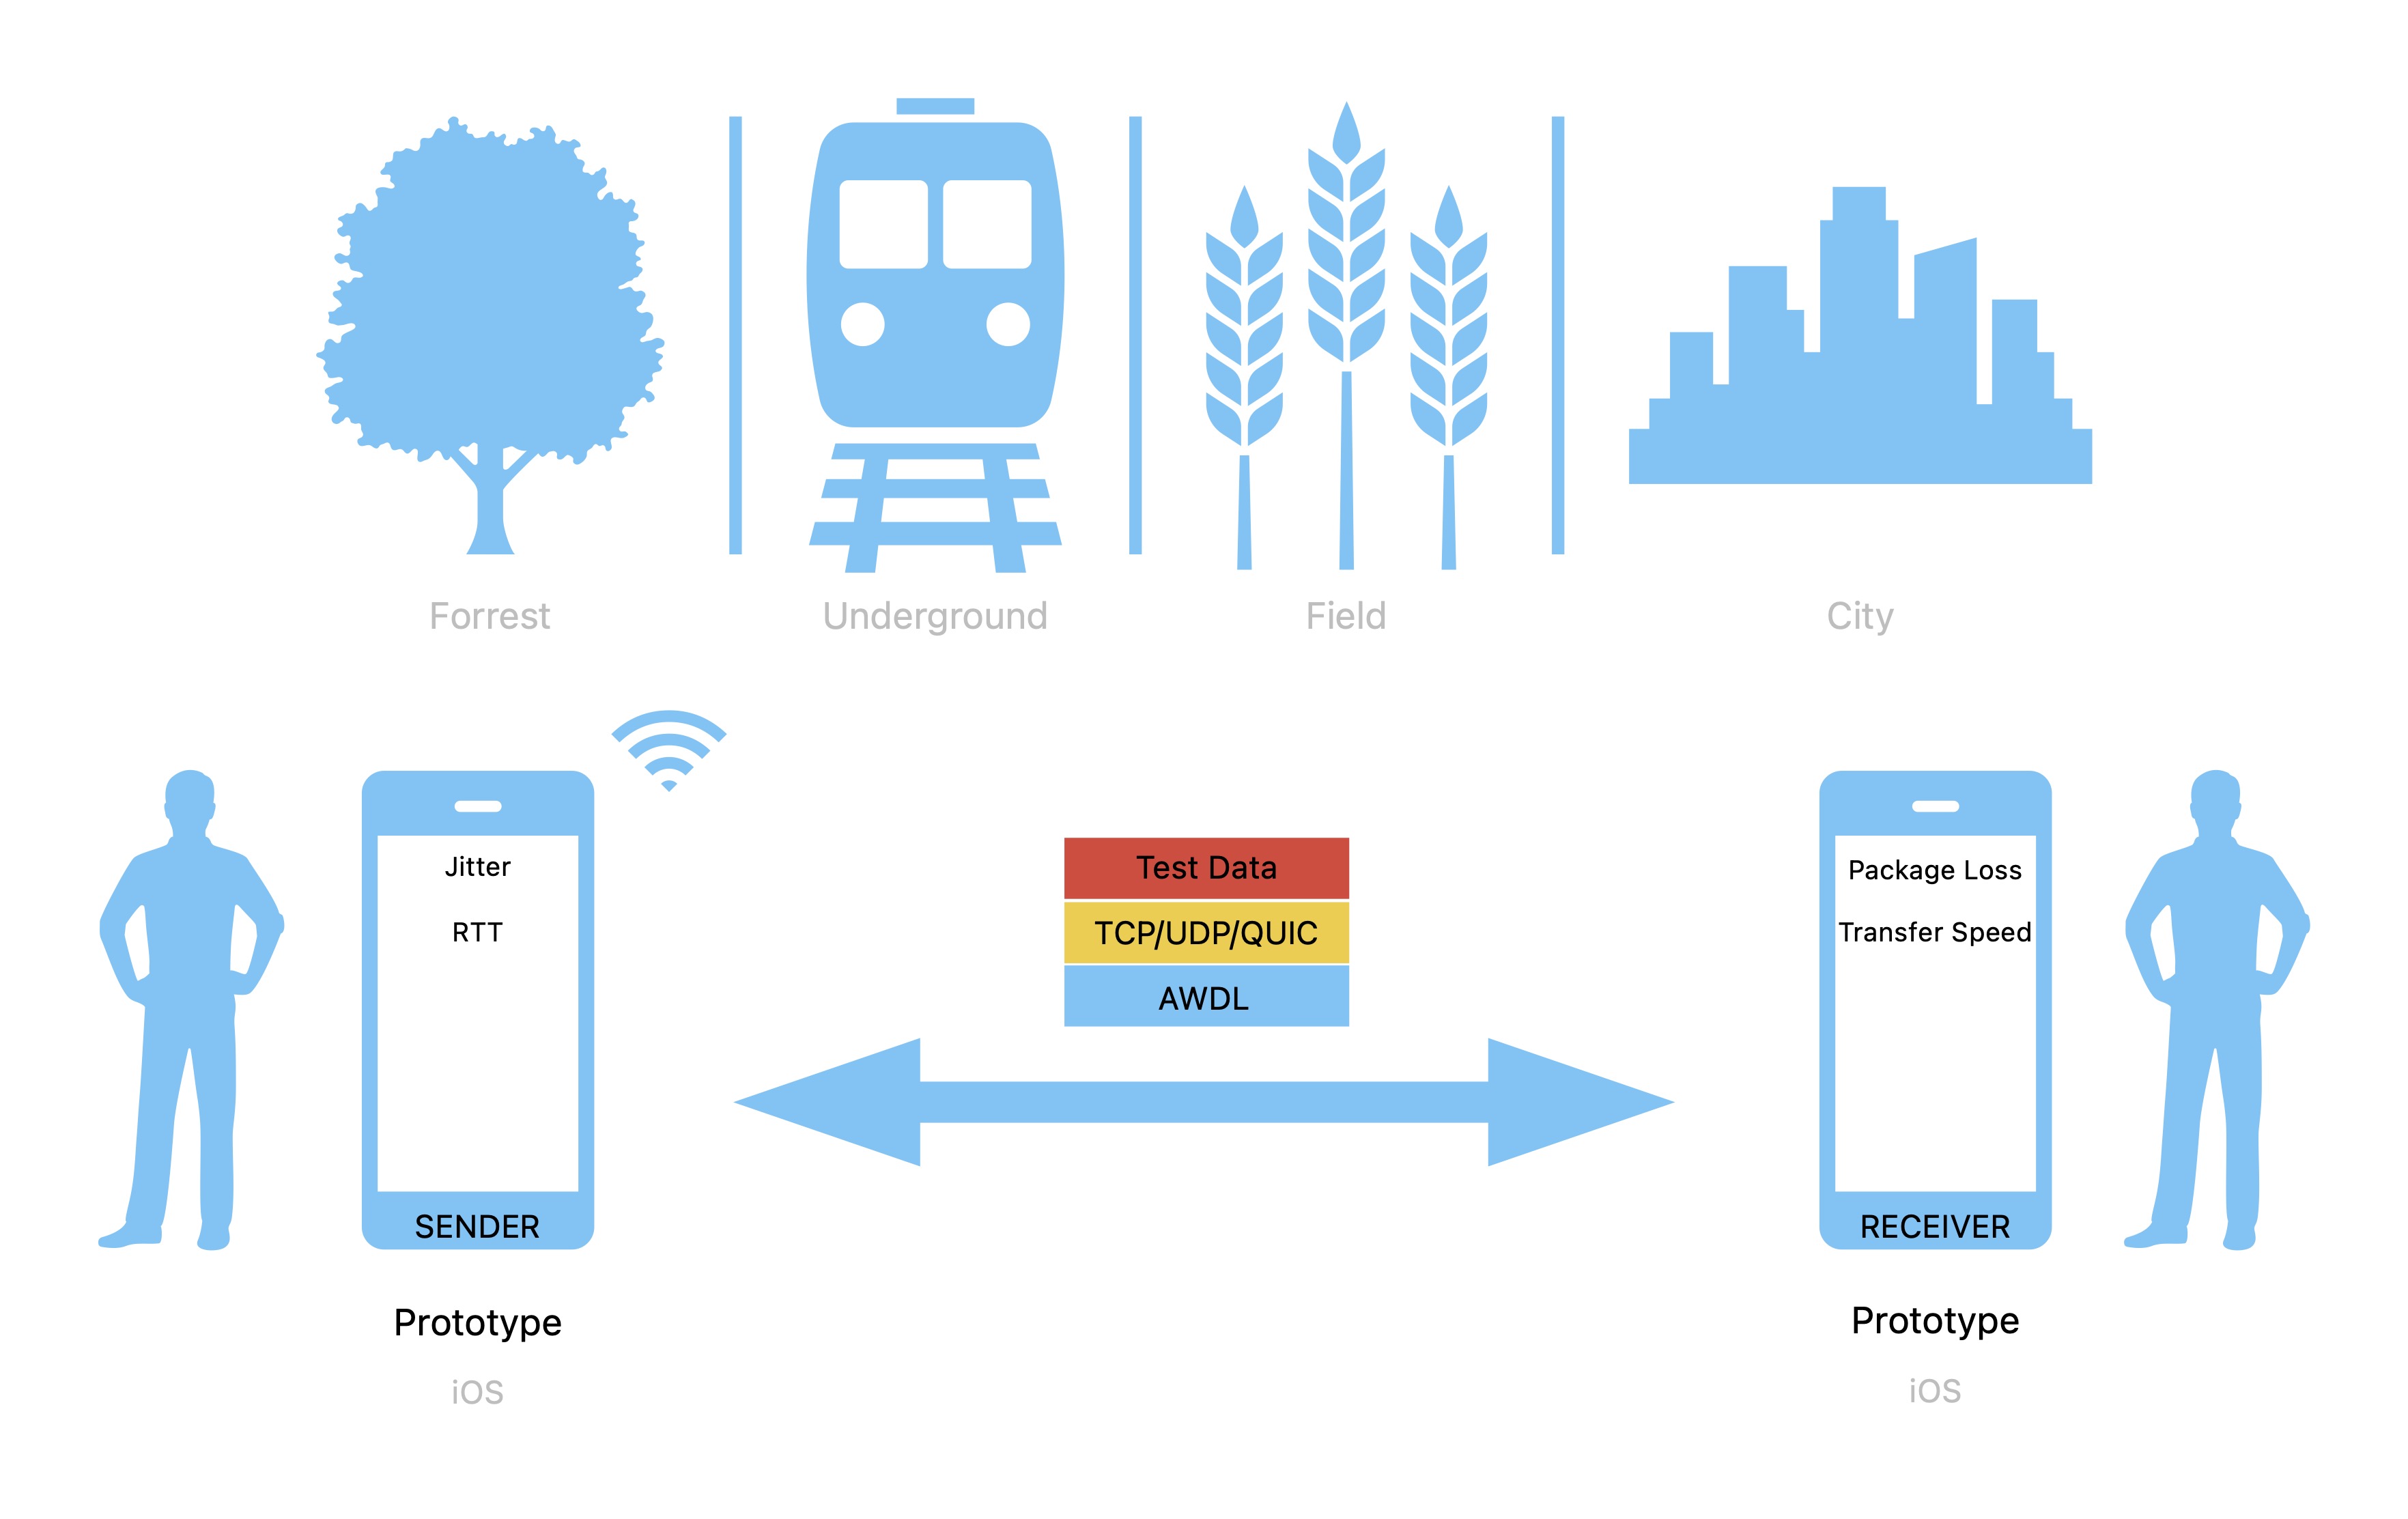 Forrest
Underground
Field
City
Jitter
RTT
SENDER
Prototype
iOS
Test Data
TCP/UDP/QUIC
AWDL
Package Loss
Transfer Speed
RECEIVER
Prototype
iOS